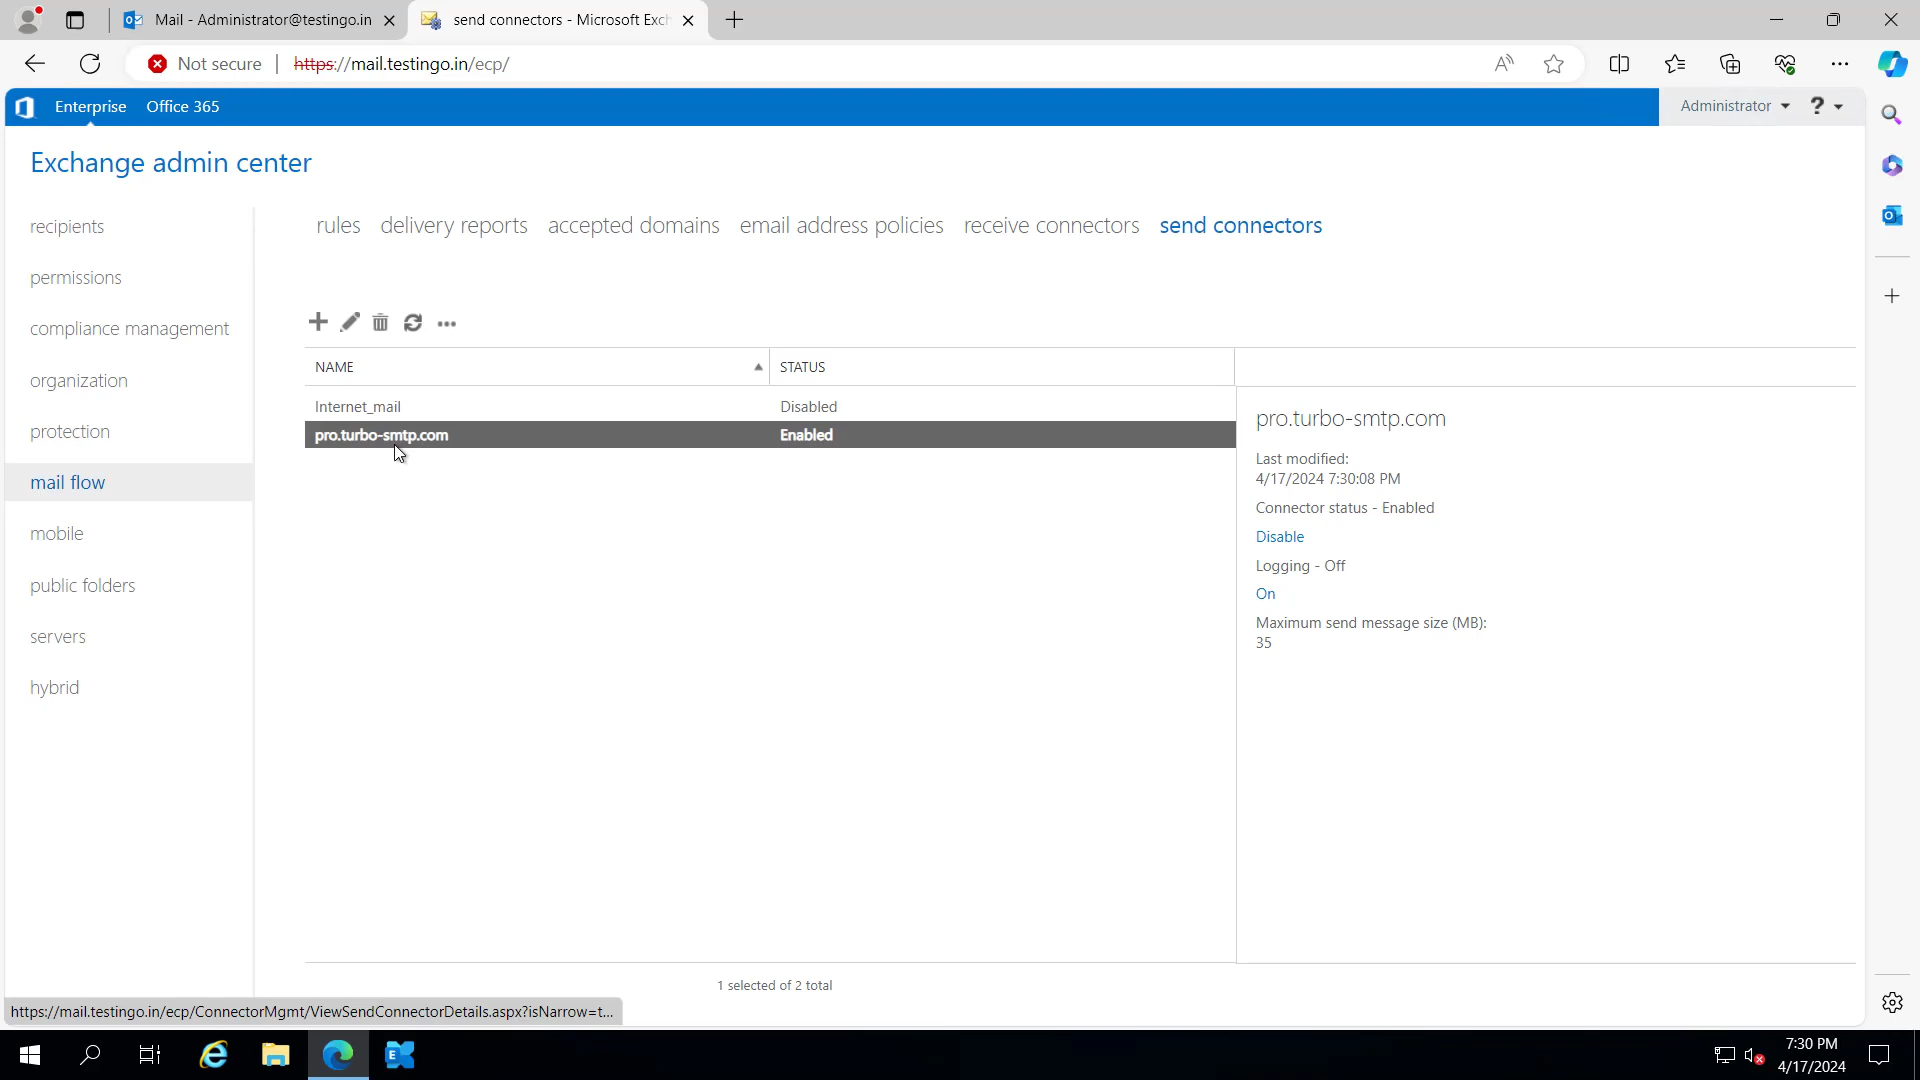 Mail - Administrator@testingo.in
send connectors - Microsoft Exch
Not secure
https://mail.testingo.in/ecp/
Enterprise
Office 365
Administrator
?
Exchange admin center
recipients
permissions
compliance management
organization
protection
mail flow
mobile
public folders
servers
hybrid
rules
delivery reports
accepted domains
email address policies
receive connectors
send connectors
NAME
STATUS
Internet_mail
Disabled
pro.turbo-smtp.com
Enabled
pro.turbo-smtp.com
Last modified:
4/17/2024 7:30:08 PM
Connector status - Enabled
Disable
Logging - Off
On
Maximum send message size (MB):
35
1 selected of 2 total
https://mail.testingo.in/ecp/ConnectorMgmt/ViewSendConnectorDetails.aspx?isNarrow=t...
7:30 PM
4/17/2024